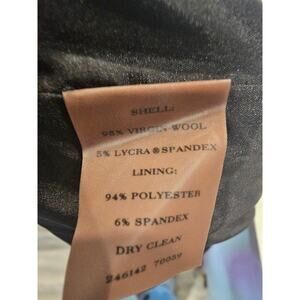 SHELL:
95% VIRGIN WOOL
5% LYCRA® SPANDEX
LINING:
94% POLYESTER
6% SPANDEX
DRY CLEAN
246142 70059